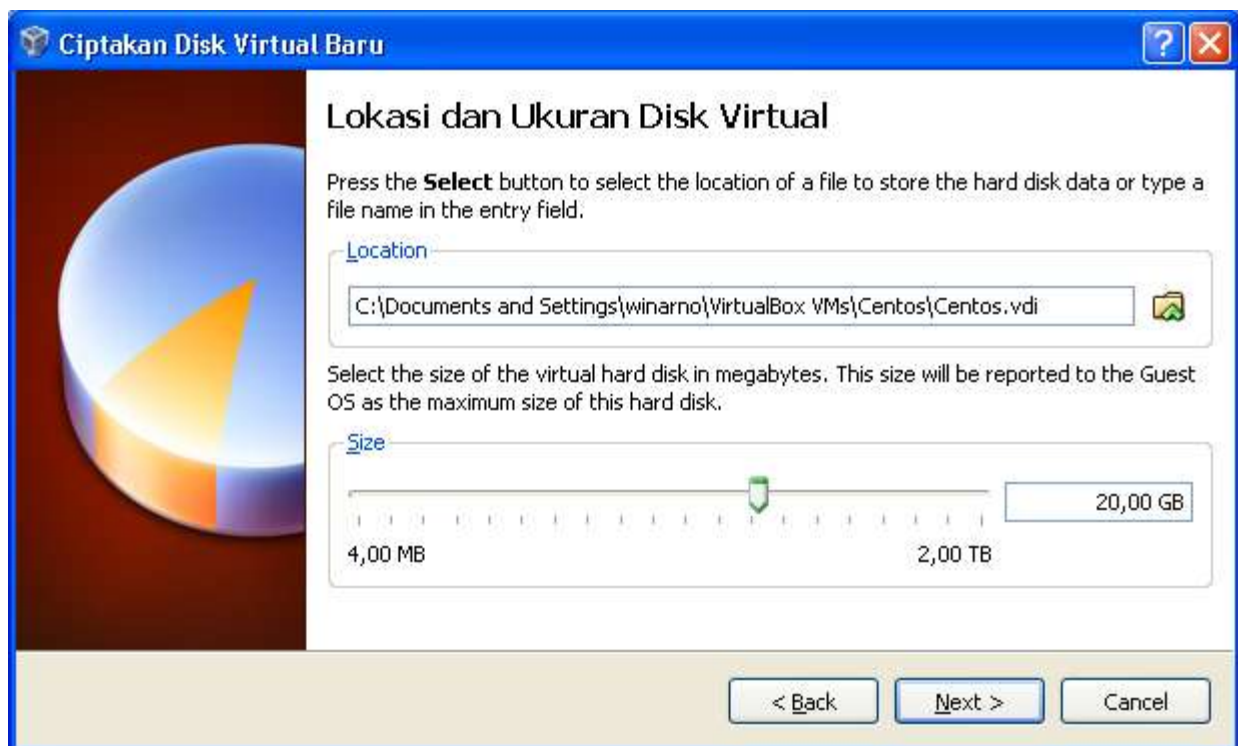 Ciptakan Disk Virtual Baru
Lokasi dan Ukuran Disk Virtual
Press the Select button to select the location of a file to store the hard disk data or type a
file name in the entry field.
Location
C:\Documents and Settings\winarno\VirtualBox VMs\Centos\Centos.vdi
Select the size of the virtual hard disk in megabytes. This size will be reported to the Guest
OS as the maximum size of this hard disk.
Size
20,00 GB
4,00 MB 2,00 TB
< Back Next > Cancel